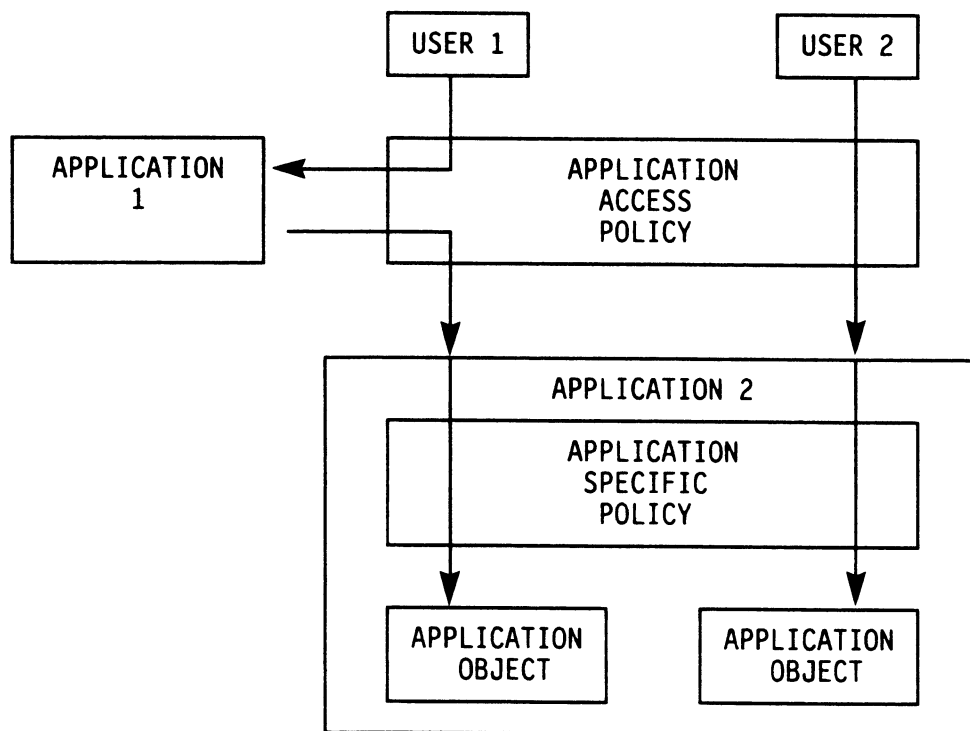 USER 1
USER 2
APPLICATION
1
APPLICATION
ACCESS
POLICY
APPLICATION 2
APPLICATION
SPECIFIC
POLICY
APPLICATION
OBJECT
APPLICATION
OBJECT